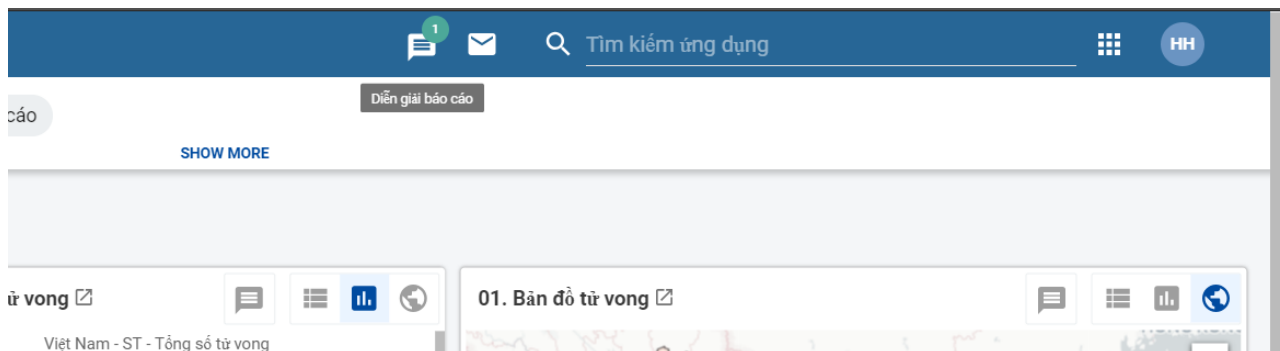 1
Tìm kiếm ứng dụng
HH
Diễn giải báo cáo
cáo
SHOW MORE
vong
01. Bản đồ tử vong
Việt Nam - ST - Tổng số tử vong